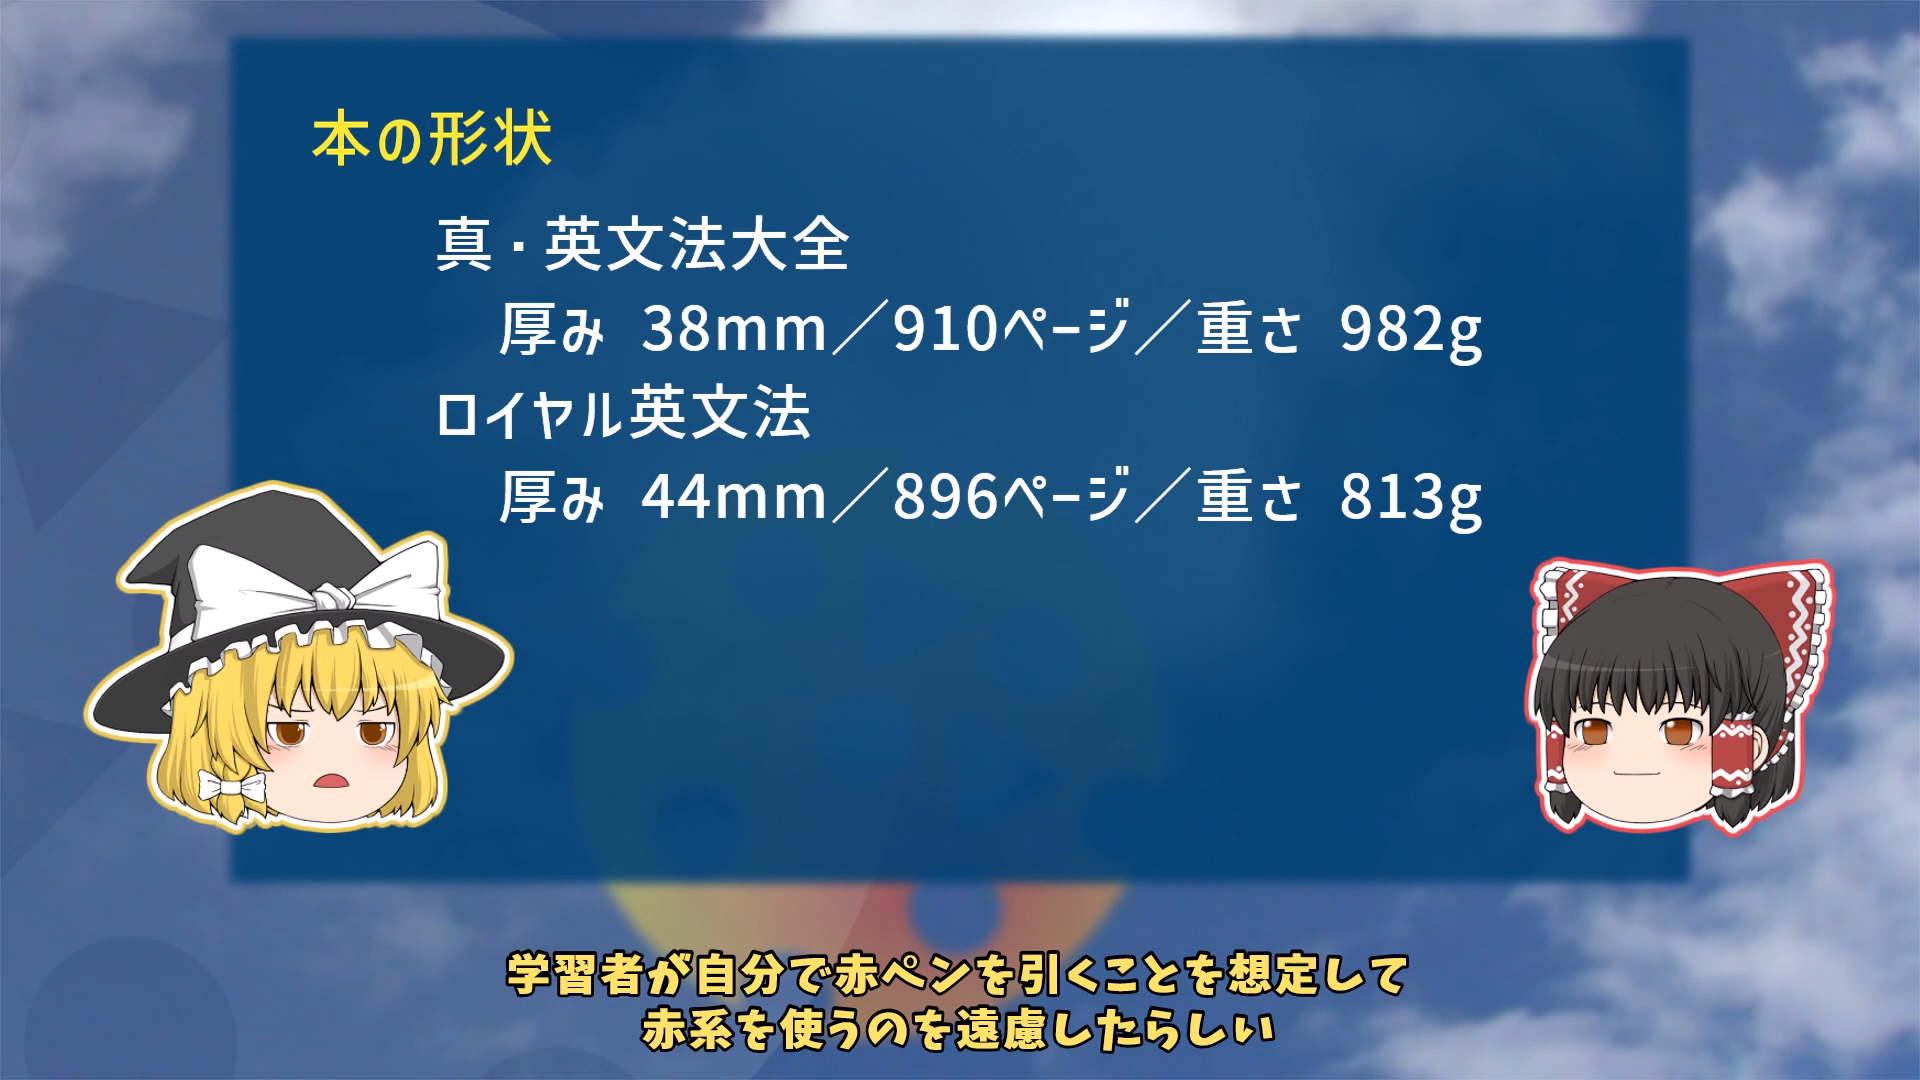 本の形状
真・英文法大全
厚み 38mm／910ページ／重さ 982g
ロイヤル英文法
厚み 44mm／896ページ／重さ 813g
学習者が自分で赤ペンを引くことを想定して
赤系を使うのを遠慮したらしい